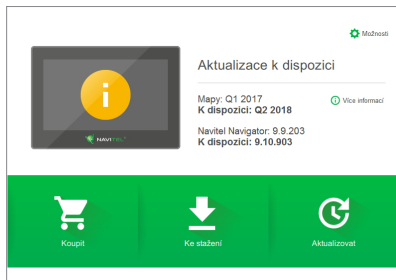 Možnosti
Aktualizace k dispozici
Mapy: Q1 2017
K dispozici: Q2 2018
Více informací
Navitel Navigator: 9.9.203
K dispozici: 9.10.903
NAVITEL
Koupit
Ke stažení
Aktualizovat